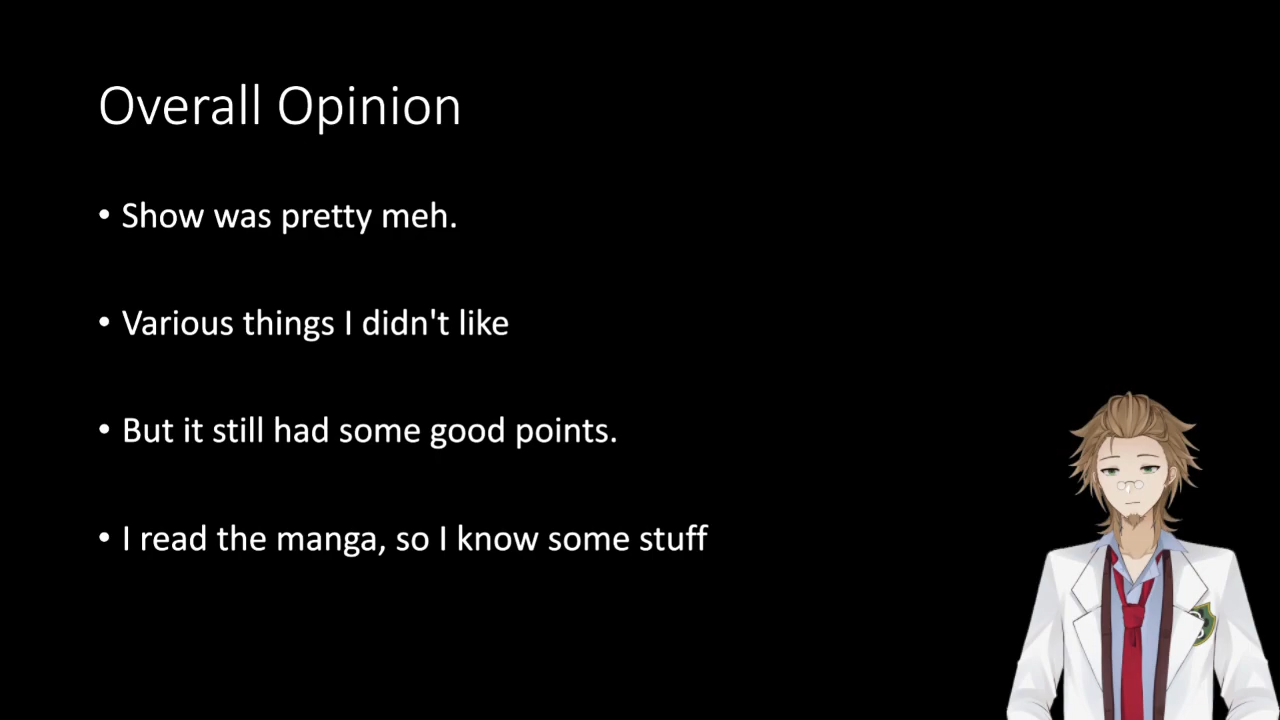 Overall Opinion
• Show was pretty meh.
• Various things I didn't like
• But it still had some good points.
• I read the manga, so I know some stuff